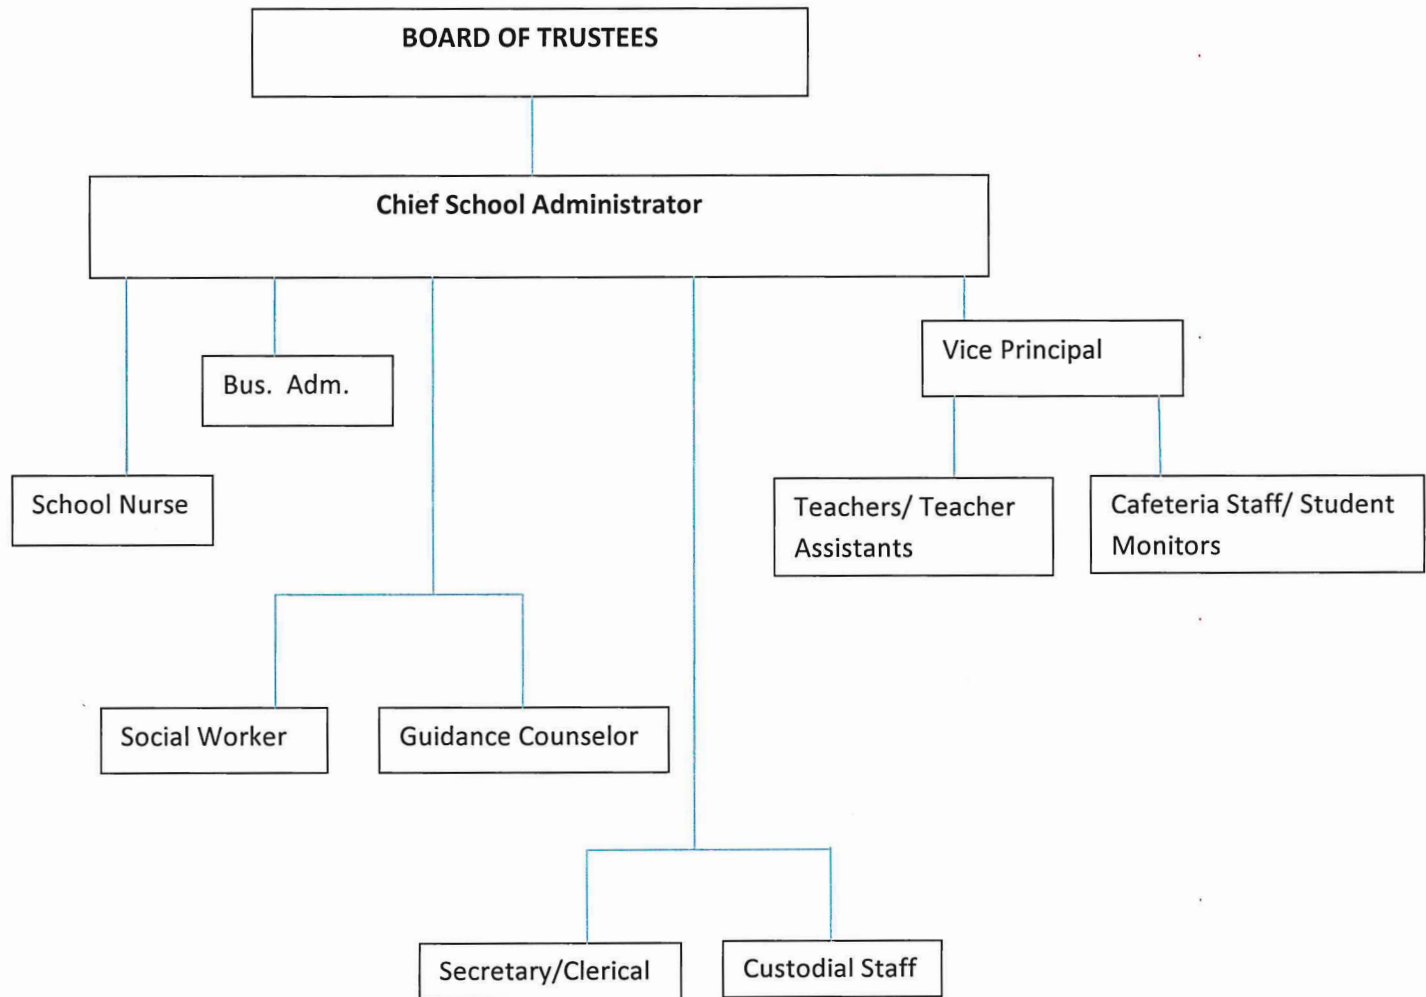 BOARD OF TRUSTEES
Chief School Administrator
Vice Principal
Bus. Adm.
School Nurse
Teachers/ Teacher
Assistants
Cafeteria Staff/ Student
Monitors
Social Worker
Guidance Counselor
Secretary/Clerical
Custodial Staff